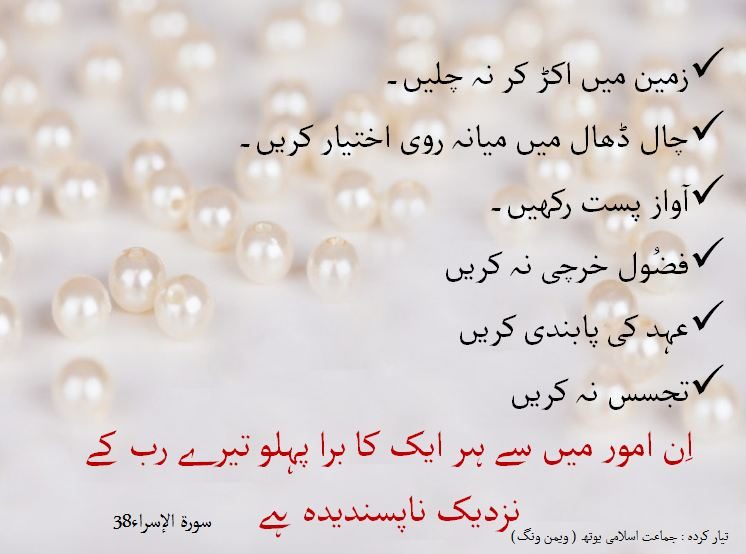 ✓زمین میں اکڑ کر نہ چلیں۔
✓چال ڈھال میں میانہ روی اختیار کریں۔
✓آواز پست رکھیں۔
✓فضُول خرچی نہ کریں
✓عہد کی پابندی کریں
✓تجسس نہ کریں
اِن امور میں سے ہر ایک کا برا پہلو تیرے رب کے
نزدیک ناپسندیدہ ہے
سورة الإسراء38
تیار کردہ : جماعت اسلامی یوتھ ( ویمن ونگ )